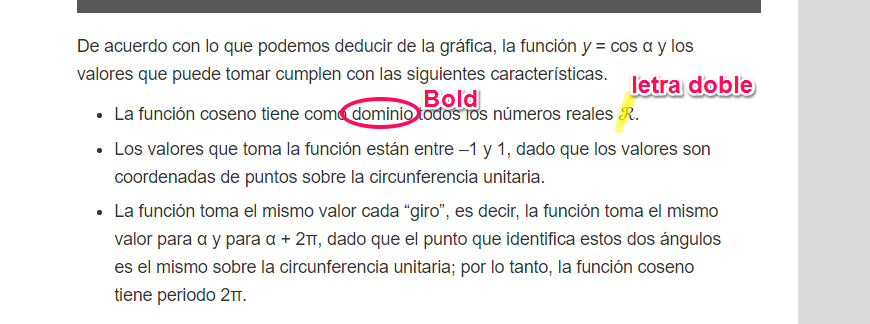 De acuerdo con lo que podemos deducir de la gráfica, la función y = cos α y los
valores que puede tomar cumplen con las siguientes características.
letra doble
Bold
• La función coseno tiene como dominio todos los números reales ℛ.
• Los valores que toma la función están entre –1 y 1, dado que los valores son
coordenadas de puntos sobre la circunferencia unitaria.
• La función toma el mismo valor cada “giro”, es decir, la función toma el mismo
valor para α y para α + 2π, dado que el punto que identifica estos dos ángulos
es el mismo sobre la circunferencia unitaria; por lo tanto, la función coseno
tiene periodo 2π.